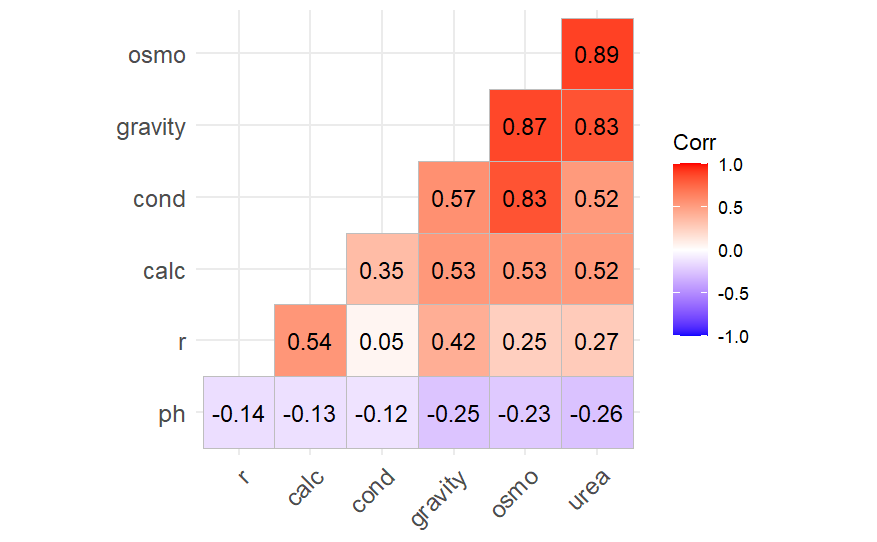 osmo 0.89
gravity 0.87 0.83
cond 0.57 0.83 0.52
calc 0.35 0.53 0.53 0.52
r 0.54 0.05 0.42 0.25 0.27
ph -0.14 -0.13 -0.12 -0.25 -0.23 -0.26
r calc cond gravity osmo urea
Corr
1.0
0.5
0.0
-0.5
-1.0